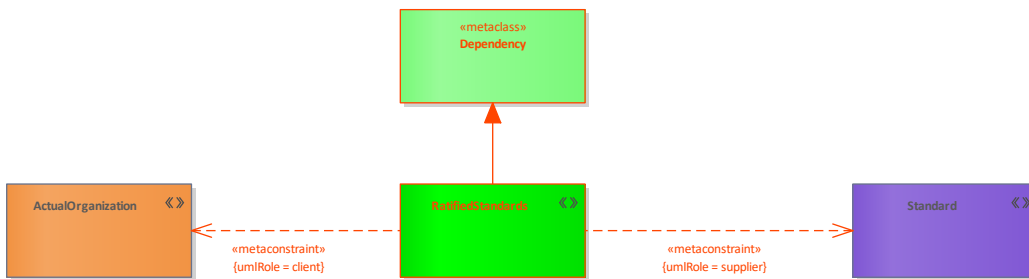 «metaclass»
Dependency
ActualOrganization
«»
RatifiedStandards
«»
Standard
«»
«metaconstraint»
{umlRole = client}
«metaconstraint»
{umlRole = supplier}